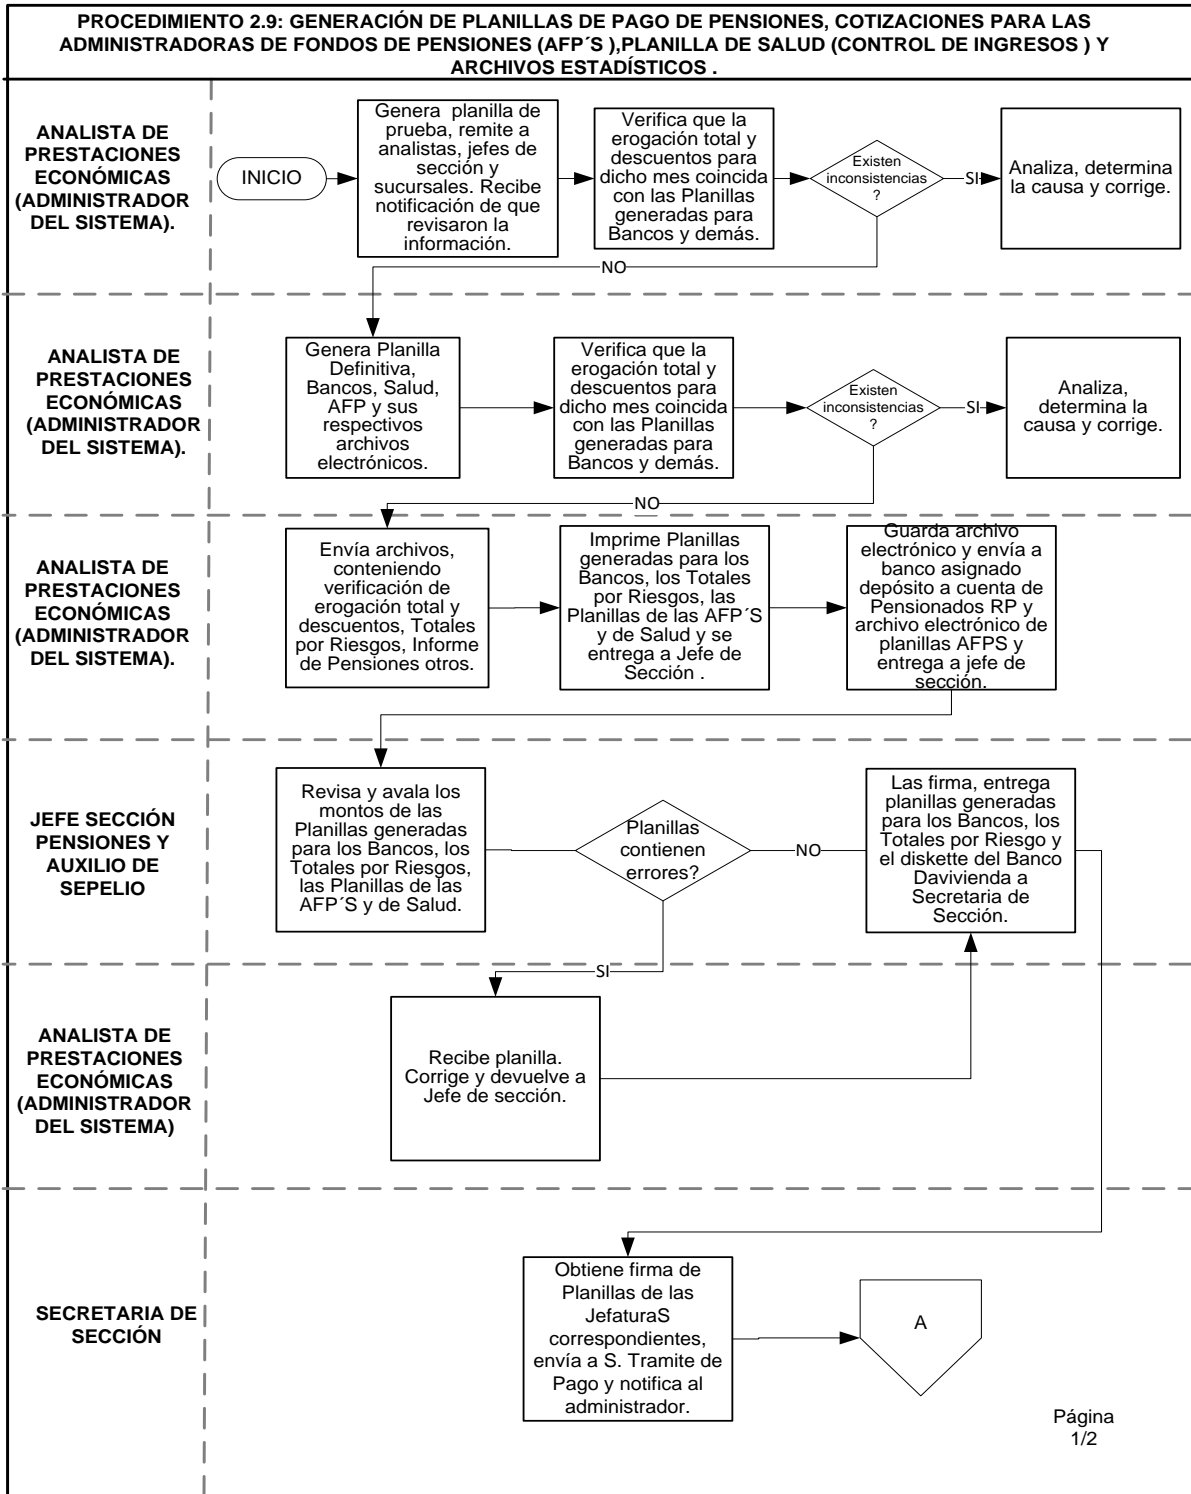 PROCEDIMIENTO 2.9: GENERACIÓN DE PLANILLAS DE PAGO DE PENSIONES, COTIZACIONES PARA LAS
ADMINISTRADORAS DE FONDOS DE PENSIONES (AFP´S ),PLANILLA DE SALUD (CONTROL DE INGRESOS ) Y
ARCHIVOS ESTADÍSTICOS .
ANALISTA DE
PRESTACIONES
ECONÓMICAS
(ADMINISTRADOR
DEL SISTEMA).
INICIO
Genera planilla de
prueba, remite a
analistas, jefes de
sección y
sucursales. Recibe
notificación de que
revisaron la
información.
Verifica que la
erogación total y
descuentos para
dicho mes coincida
con las Planillas
generadas para
Bancos y demás.
Existen
inconsistencias
?
SI
Analiza, determina
la causa y corrige.
NO
ANALISTA DE
PRESTACIONES
ECONÓMICAS
(ADMINISTRADOR
DEL SISTEMA).
Genera Planilla
Definitiva,
Bancos, Salud,
AFP y sus
respectivos
archivos
electrónicos.
Verifica que la
erogación total y
descuentos para
dicho mes coincida
con las Planillas
generadas para
Bancos y demás.
Existen
inconsistencias
?
SI
Analiza,
determina la
causa y corrige.
NO
ANALISTA DE
PRESTACIONES
ECONÓMICAS
(ADMINISTRADOR
DEL SISTEMA).
Envía archivos,
conteniendo
verificación de
erogación total y
descuentos, Totales
por Riesgos, Informe
de Pensiones otros.
Imprime Planillas
generadas para los
Bancos, los Totales
por Riesgos, las
Planillas de las AFP´S
y de Salud y se
entrega a Jefe de
Sección .
Guarda archivo
electrónico y envía a
banco asignado
depósito a cuenta de
Pensionados RP y
archivo electrónico de
planillas AFPS y
entrega a jefe de
sección.
JEFE SECCIÓN
PENSIONES Y
AUXILIO DE
SEPELIO
Revisa y avala los
montos de las
Planillas generadas
para los Bancos, los
Totales por Riesgos,
las Planillas de las
AFP´S y de Salud.
Planillas
contienen
errores?
NO
Las firma, entrega
planillas generadas
para los Bancos, los
Totales por Riesgo y
el diskette del Banco
Davivienda a
Secretaria de
Sección.
SI
ANALISTA DE
PRESTACIONES
ECONÓMICAS
(ADMINISTRADOR
DEL SISTEMA)
Recibe planilla.
Corrige y devuelve a
Jefe de sección.
SECRETARIA DE
SECCIÓN
Obtiene firma de
Planillas de las
JefaturaS
correspondientes,
envía a S. Tramite de
Pago y notifica al
administrador.
A
Página
1/2